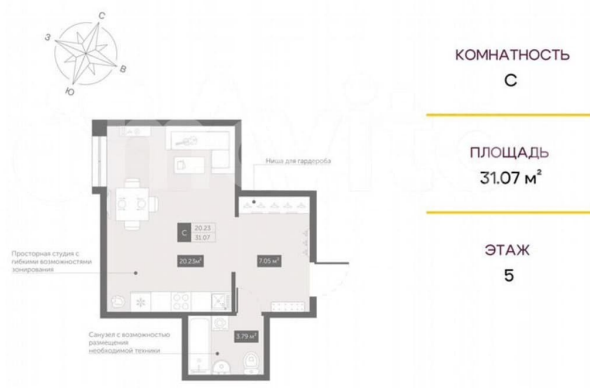 С
З
В
Ю
КОМНАТНОСТЬ
С
ПЛОЩАДЬ
31.07 м²
ЭТАЖ
5
Ниша для гардероба
С
20.23
31.07
20.23м²
7.05 м²
Просторная студия с
гибкими возможностями
зонирования
Санузел с возможностью
размещения
необходимой техники
3.79 м²